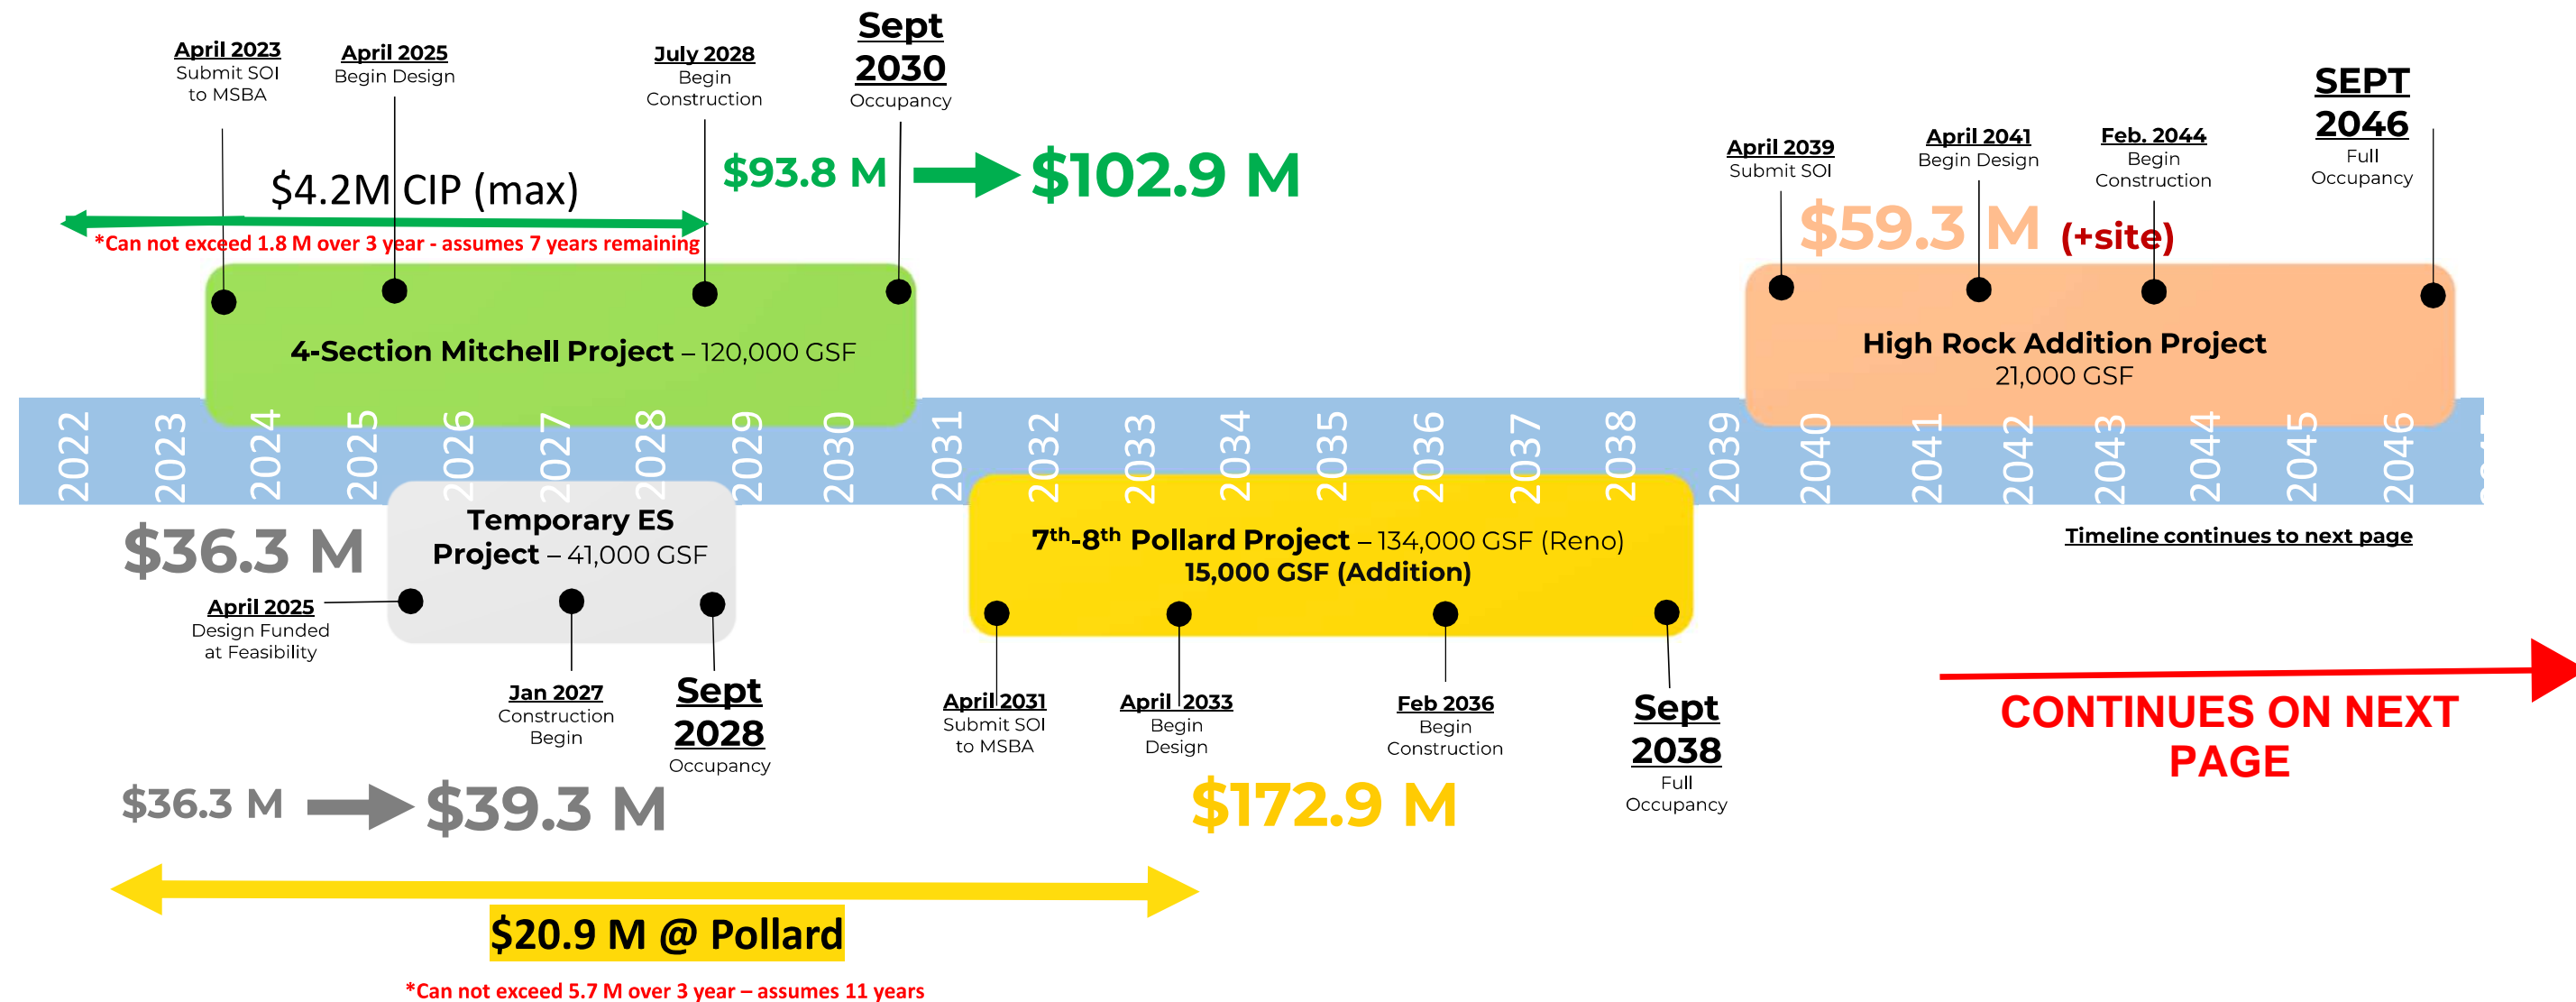 April 2023
Submit SOI
to MSBA
April 2025
Begin Design
July 2028
Begin
Construction
Sept
2030
Occupancy
$4.2M CIP (max)
*Can not exceed 1.8 M over 3 year - assumes 7 years remaining
$93.8 M
$102.9 M
April 2039
Submit SOI
April 2041
Begin Design
Feb. 2044
Begin
Construction
SEPT
2046
Full
Occupancy
$59.3 M (+site)
4-Section Mitchell Project – 120,000 GSF
High Rock Addition Project
21,000 GSF
2022
2023
2024
2025
2026
2027
2028
2029
2030
2031
2032
2033
2034
2035
2036
2037
2038
2039
2040
2041
2042
2043
2044
2045
2046
$36.3 M
Temporary ES
Project – 41,000 GSF
April 2025
Design Funded
at Feasibility
Jan 2027
Construction
Begin
Sept
2028
Occupancy
7th-8th Pollard Project – 134,000 GSF (Reno)
15,000 GSF (Addition)
April 2031
Submit SOI
to MSBA
April 2033
Begin
Design
Feb 2036
Begin
Construction
Sept
2038
Full
Occupancy
Timeline continues to next page
CONTINUES ON NEXT
PAGE
$36.3 M
$39.3 M
$172.9 M
$20.9 M @ Pollard
*Can not exceed 5.7 M over 3 year – assumes 11 years